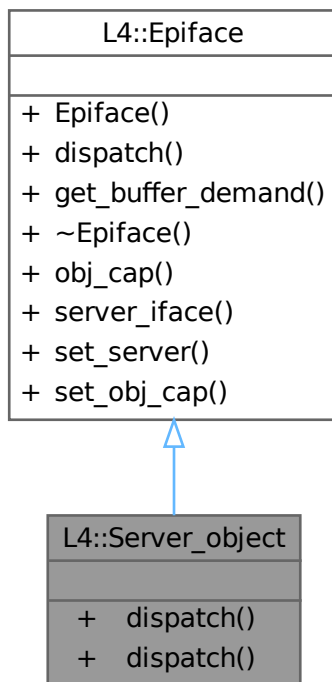 L4::Epiface
+ Epiface()
+ dispatch()
+ get_buffer_demand()
+ ~Epiface()
+ obj_cap()
+ server_iface()
+ set_server()
+ set_obj_cap()
L4::Server_object
+ dispatch()
+ dispatch()